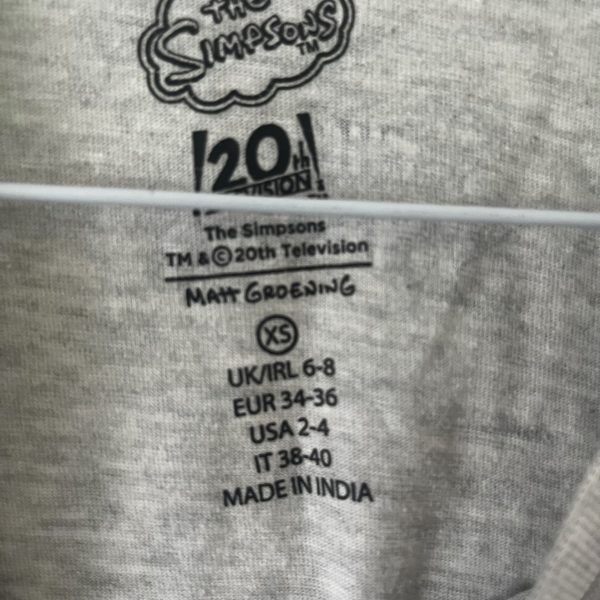 THE
SIMPSONS
TM
20th
TELEVISION
The Simpsons
TM & © 20th Television
MATT GROENING
XS
UK/IRL 6-8
EUR 34-36
USA 2-4
IT 38-40
MADE IN INDIA